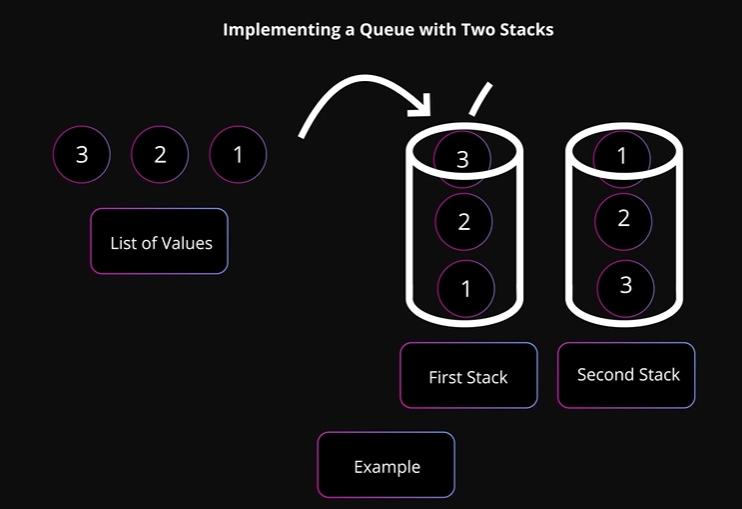 Implementing a Queue with Two Stacks
3 2 1
List of Values
3
2
1
First Stack
1
2
3
Second Stack
Example